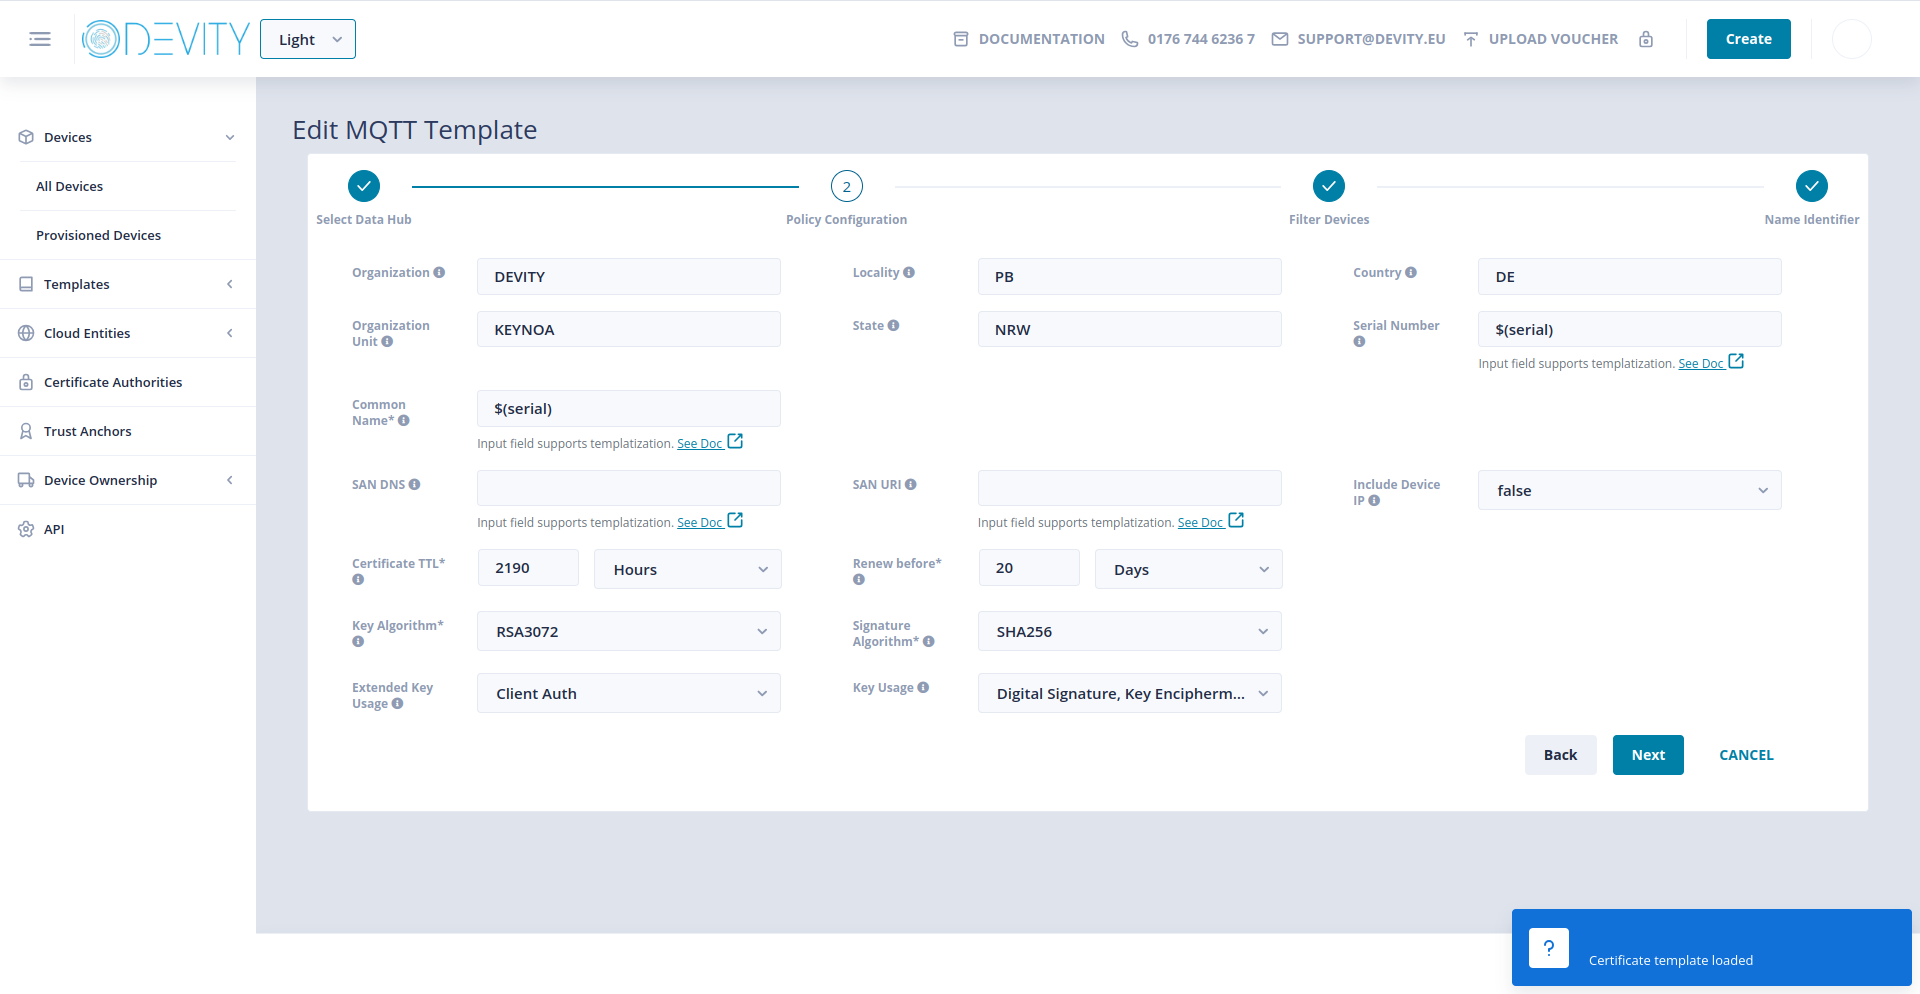 DEVITY
Light
DOCUMENTATION
0176 744 6236 7
SUPPORT@DEVITY.EU
UPLOAD VOUCHER
Create
Devices
All Devices
Provisioned Devices
Templates
Cloud Entities
Certificate Authorities
Trust Anchors
Device Ownership
API
Edit MQTT Template
2
Select Data Hub
Policy Configuration
Filter Devices
Name Identifier
Organization
DEVITY
Locality
PB
Country
DE
Organization
Unit
KEYNOA
State
NRW
Serial Number
$(serial)
Input field supports templatization. See Doc
Common
Name*
$(serial)
Input field supports templatization. See Doc
SAN DNS
Input field supports templatization. See Doc
SAN URI
Input field supports templatization. See Doc
Include Device
IP
false
Certificate TTL*
2190
Hours
Renew before*
20
Days
Key Algorithm*
RSA3072
Signature
Algorithm*
SHA256
Extended Key
Usage
Client Auth
Key Usage
Digital Signature, Key Encipherm...
Back
Next
CANCEL
?
Certificate template loaded